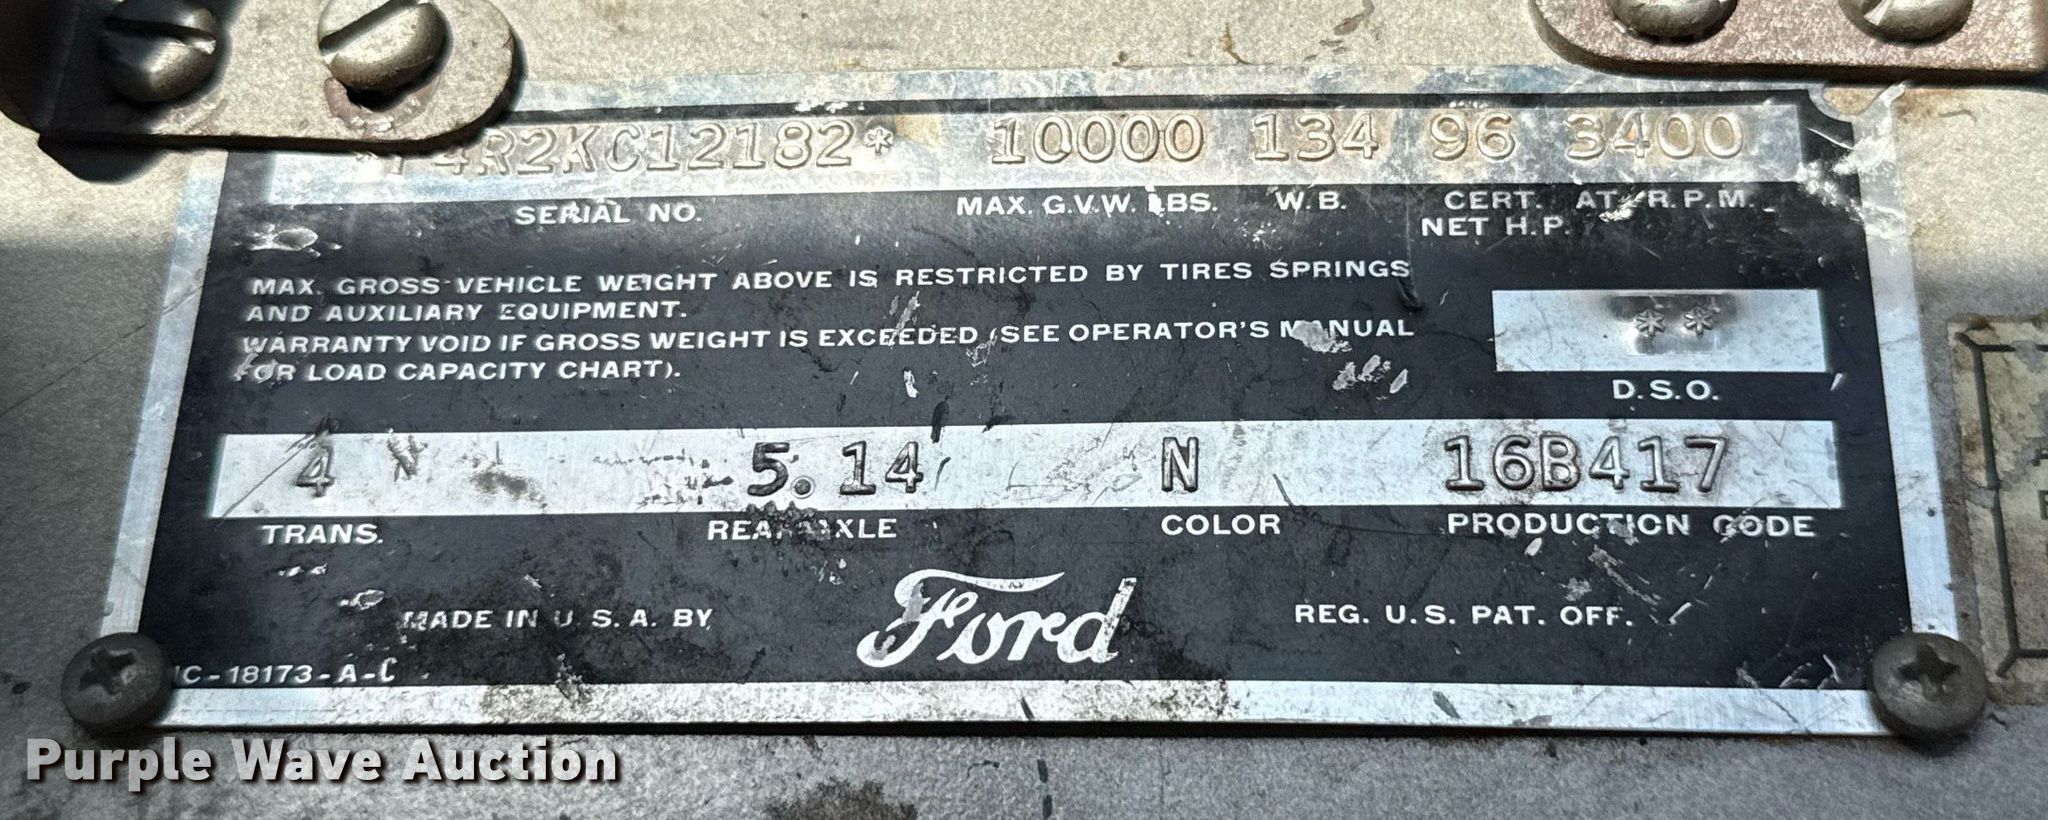 *F4R2KC12182* 10000 134 96 3400
SERIAL NO. MAX. G.V.W. LBS. W.B. CERT. AT R.P.M.
NET H.P.
MAX. GROSS VEHICLE WEIGHT ABOVE IS RESTRICTED BY TIRES SPRINGS
AND AUXILIARY EQUIPMENT.
WARRANTY VOID IF GROSS WEIGHT IS EXCEEDED (SEE OPERATOR'S MANUAL
FOR LOAD CAPACITY CHART).
**
D.S.O.
4 5.14 N 16B417
TRANS. REAR AXLE COLOR PRODUCTION CODE
MADE IN U.S.A. BY Ford REG. U.S. PAT. OFF.
C-18173-A-C
Purple Wave Auction